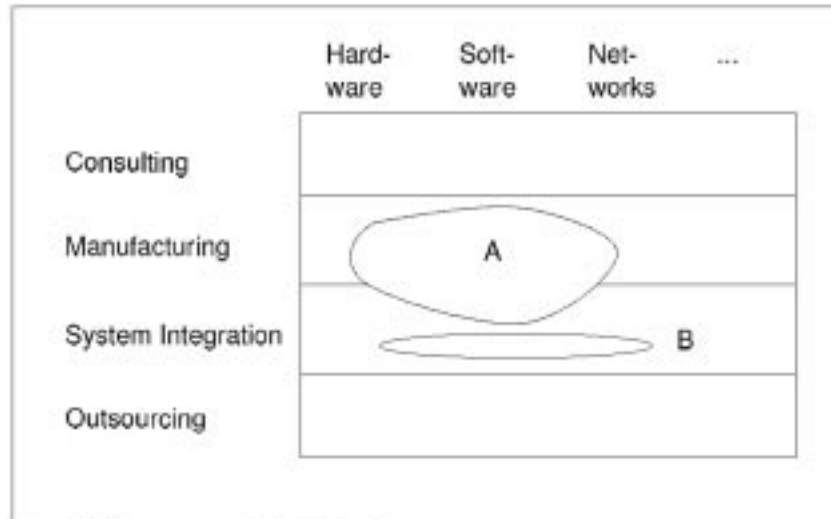 Hard- Soft- Net- ...
ware ware works
Consulting
Manufacturing A
System Integration B
Outsourcing